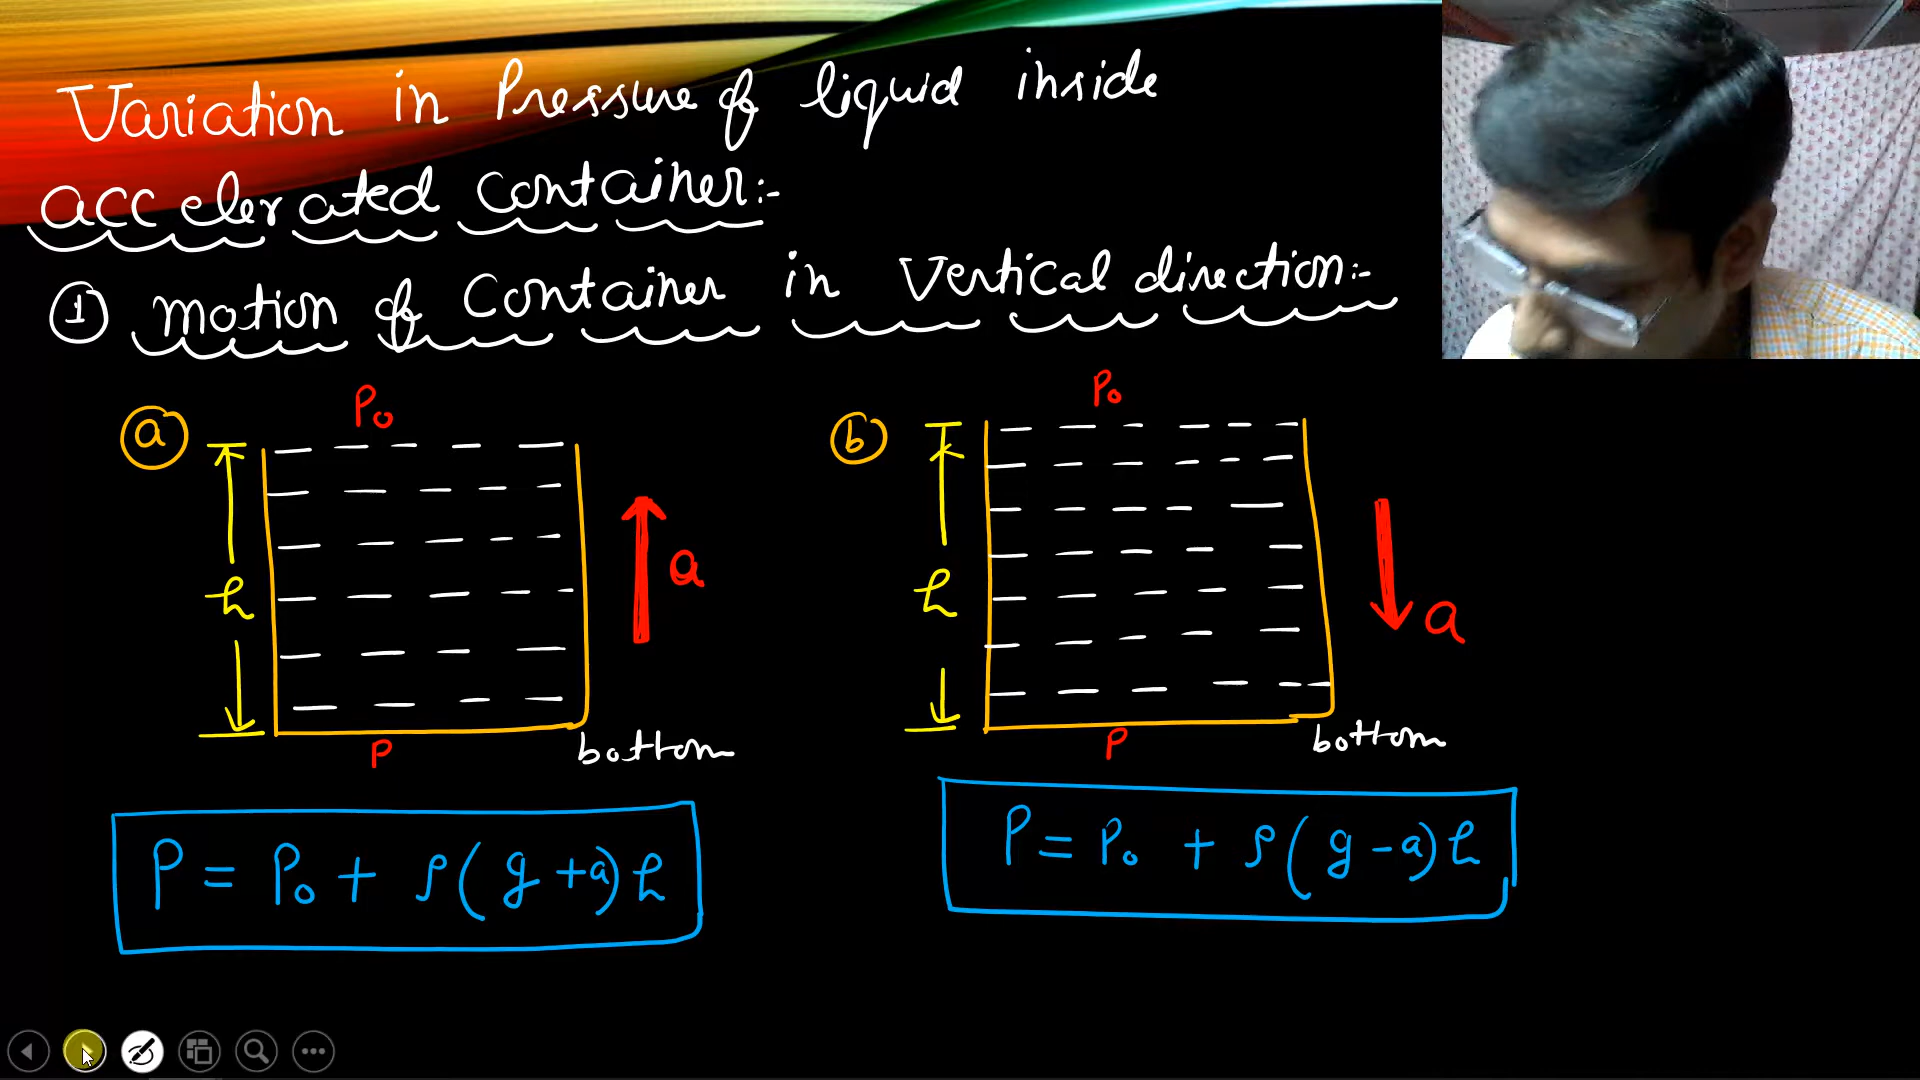 Variation in Pressure of liquid inside
accelerated container:-
① motion of Container in Vertical direction:-
ⓐ
P₀
h
a
P
bottom
P = P₀ + ρ(g+a)h
ⓑ
P₀
h
a
P
bottom
P = P₀ + ρ(g-a)h